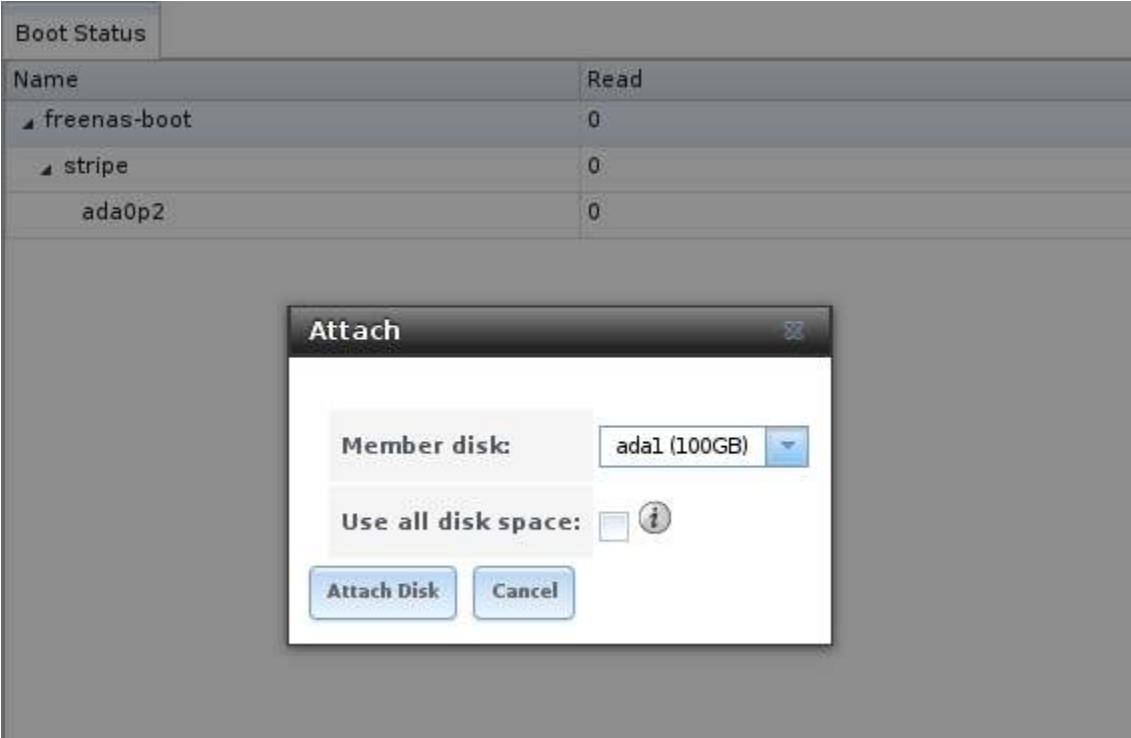 Boot Status
Name Read
freenas-boot 0
stripe 0
ada0p2 0
Attach
Member disk: ada1 (100GB)
Use all disk space: i
Attach Disk Cancel